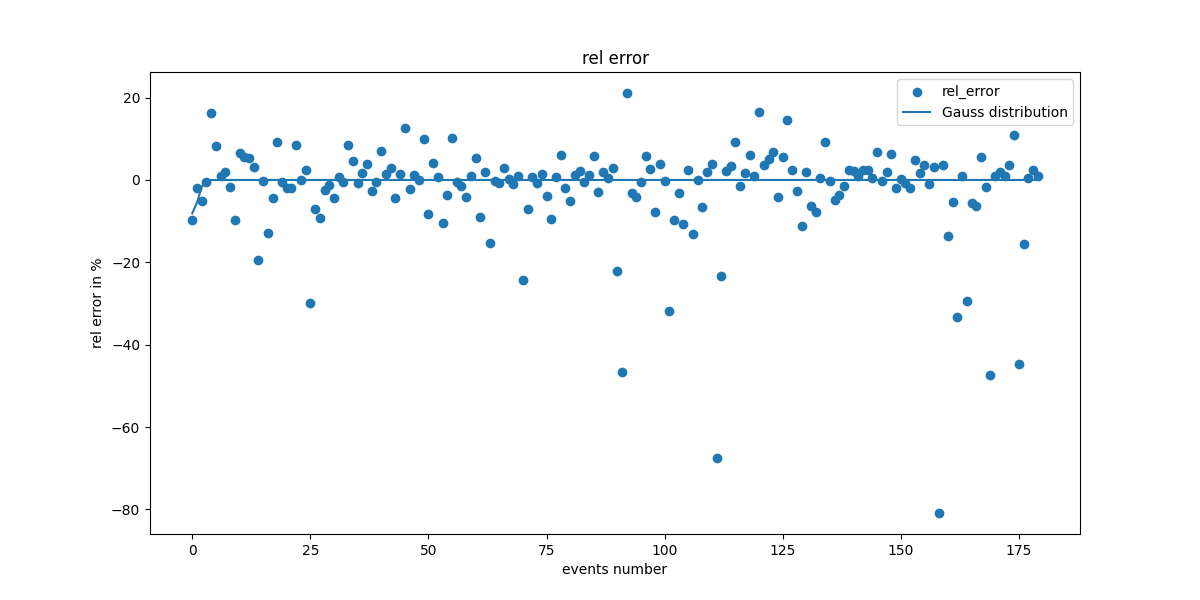 rel error
rel_error
Gauss distribution
20
0
−20
−40
−60
−80
rel error in %
0 25 50 75 100 125 150 175
events number